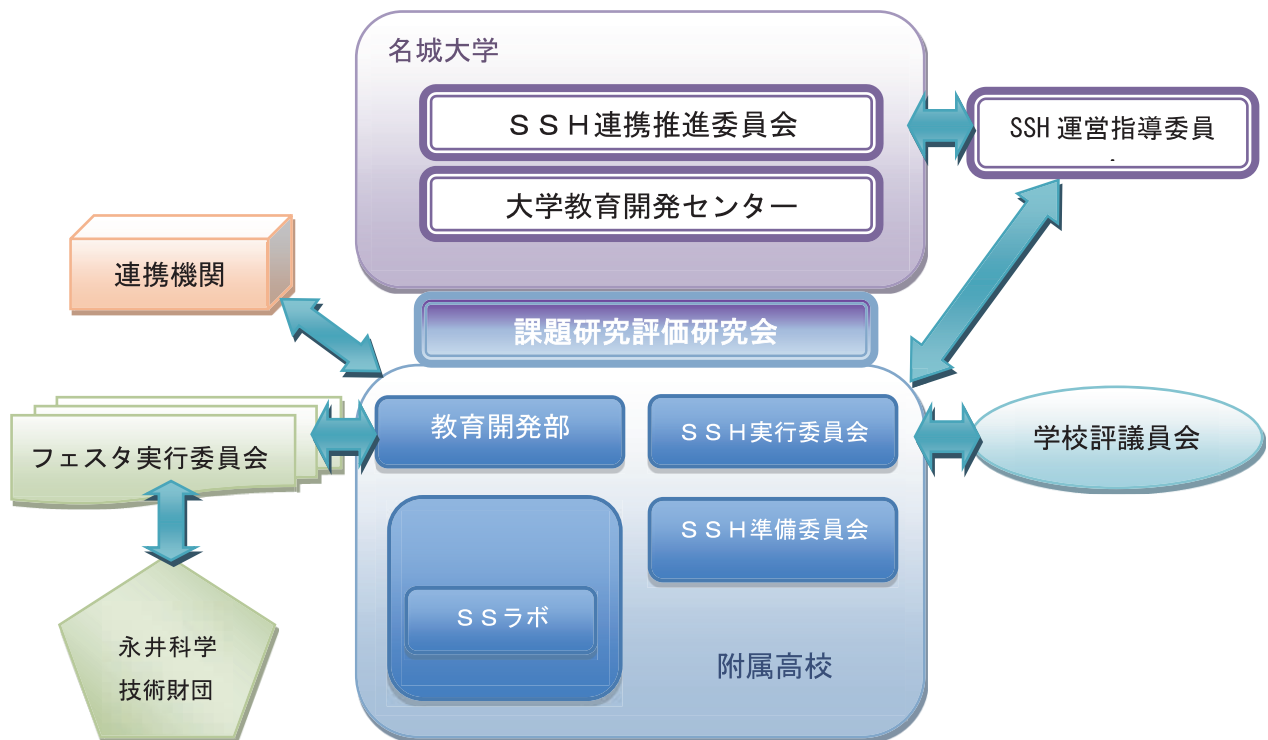 名城大学
ＳＳＨ連携推進委員会
SSH 運営指導委員
大学教育開発センター
連携機関
課題研究評価研究会
教育開発部
ＳＳＨ実行委員会
学校評議員会
フェスタ実行委員会
ＳＳＨ準備委員会
ＳＳラボ
永井科学
技術財団
附属高校